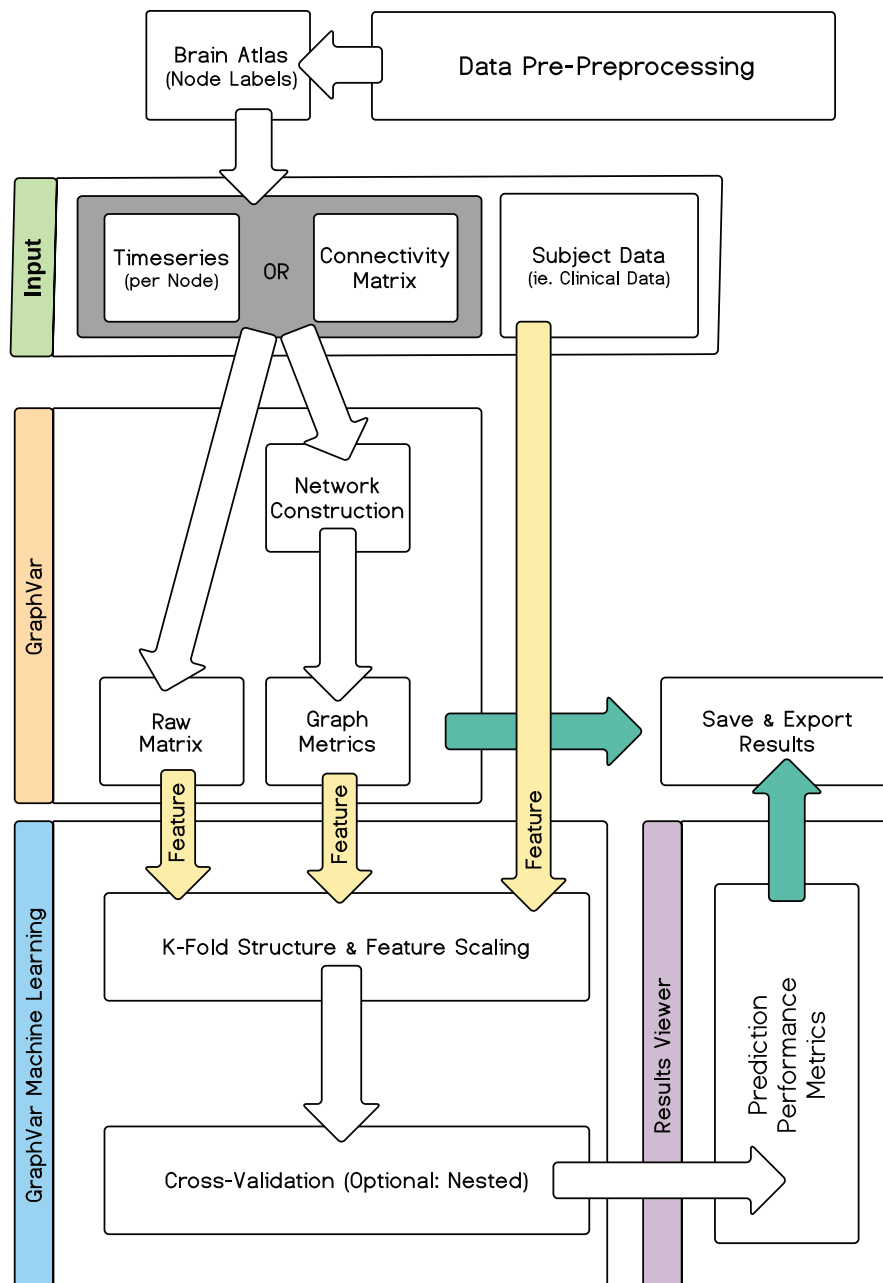 Brain Atlas
(Node Labels)
Data Pre-Preprocessing
Input
Timeseries
(per Node)
OR
Connectivity
Matrix
Subject Data
(ie. Clinical Data)
GraphVar
Network
Construction
Raw
Matrix
Graph
Metrics
Save & Export
Results
Feature
Feature
Feature
GraphVar Machine Learning
K-Fold Structure & Feature Scaling
Cross-Validation (Optional: Nested)
Results Viewer
Prediction
Performance
Metrics